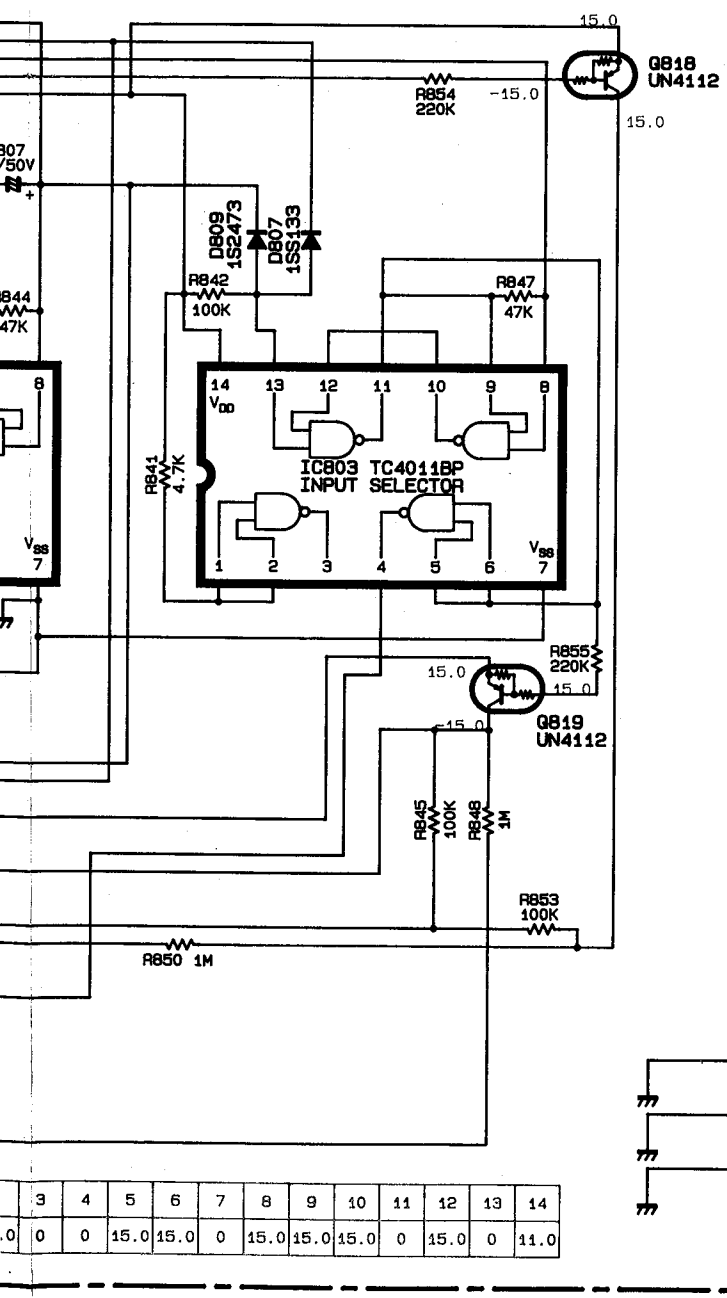 15.0
Q818
UN4112
R854
220K
-15.0
15.0
807
/50V
+
D809
1S2473
D807
1SS133
R842
100K
R847
47K
844
47K
8
14
13
12
11
10
9
8
VDD
R841
4.7K
IC803 TC4011BP
INPUT SELECTOR
VSS
7
VSS
1
2
3
4
5
6
7
R855
220K
15.0
15.0
-15.0
Q819
UN4112
R845
100K
R848
1M
R853
100K
R850 1M
3 4 5 6 7 8 9 10 11 12 13 14
.0 0 0 15.0 15.0 0 15.0 15.0 15.0 0 15.0 0 11.0